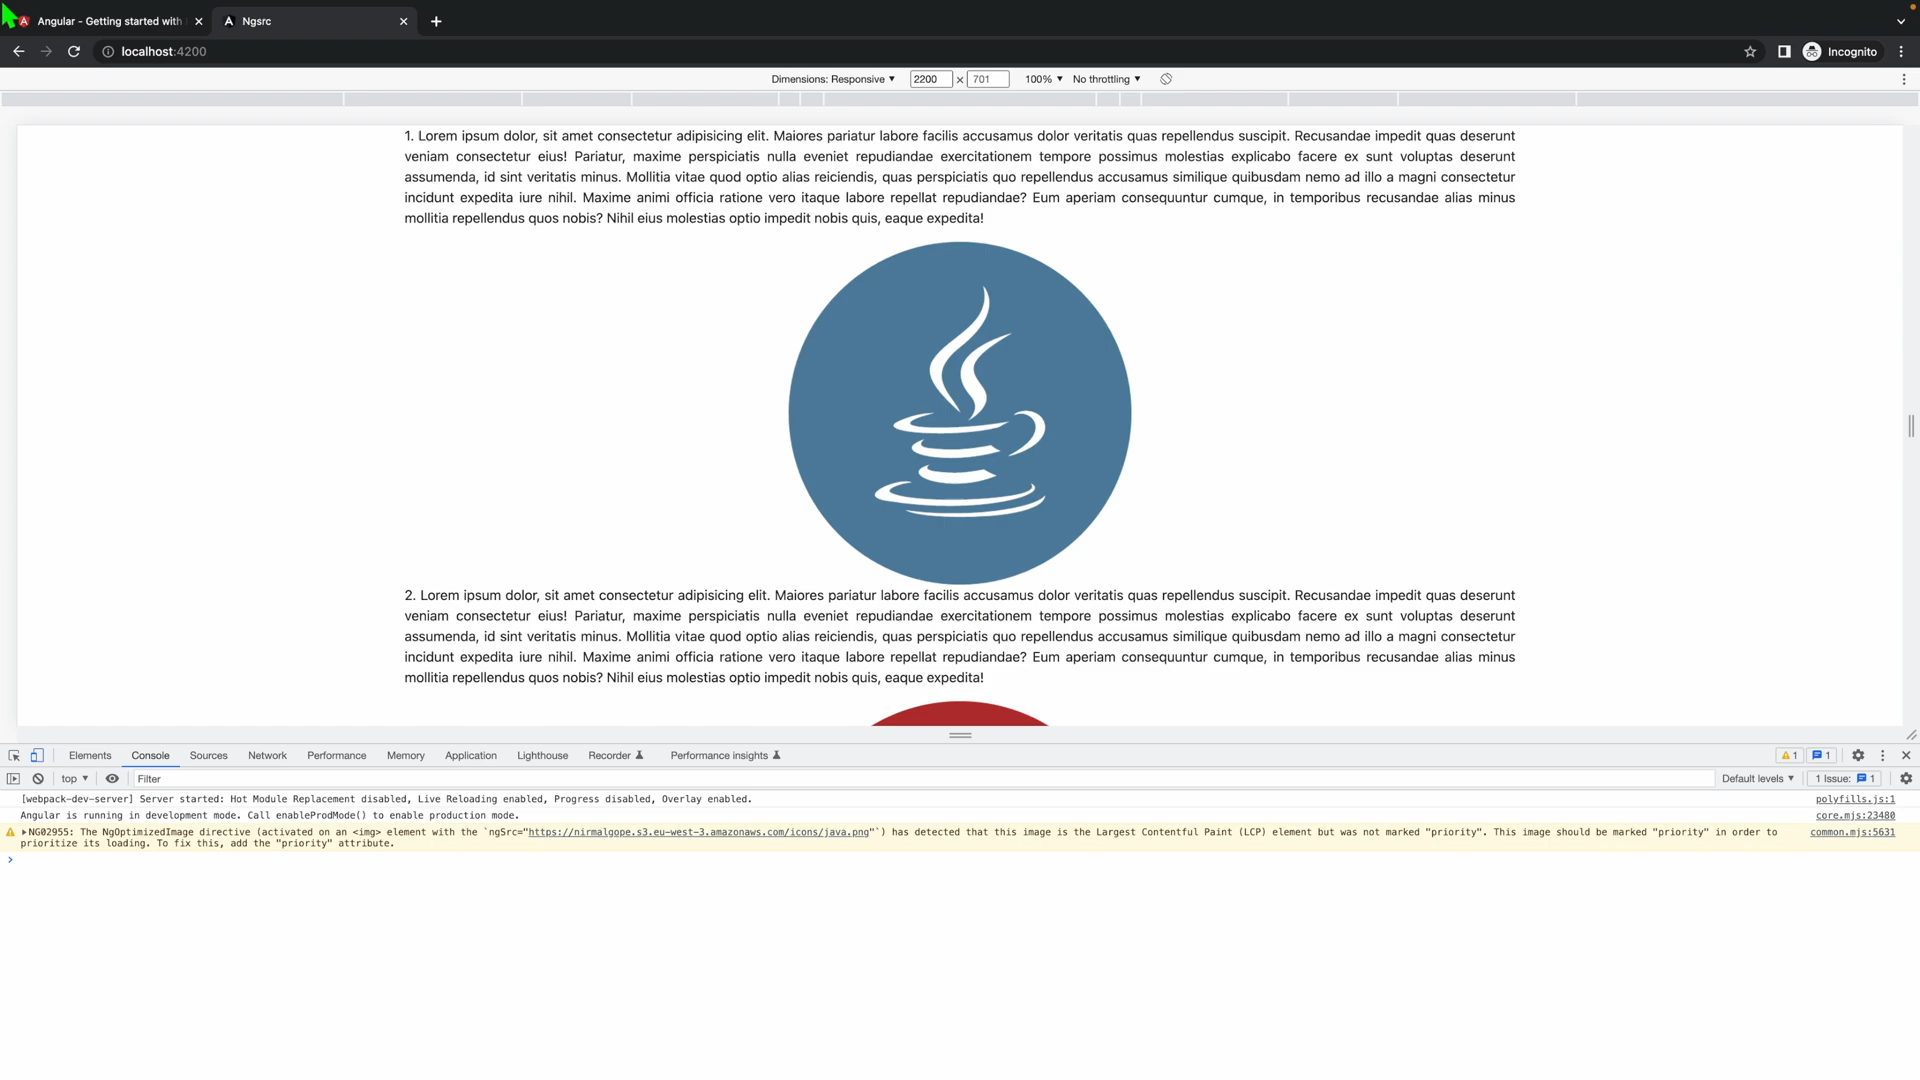 Angular - Getting started with
Ngsrc
localhost:4200
Incognito
Dimensions: Responsive 2200 × 701 100% No throttling
1. Lorem ipsum dolor, sit amet consectetur adipisicing elit. Maiores pariatur labore facilis accusamus dolor veritatis quas repellendus suscipit. Recusandae impedit quas deserunt
veniam consectetur eius! Pariatur, maxime perspiciatis nulla eveniet repudiandae exercitationem tempore possimus molestias explicabo facere ex sunt voluptas deserunt
assumenda, id sint veritatis minus. Mollitia vitae quod optio alias reiciendis, quas perspiciatis quo repellendus accusamus similique quibusdam nemo ad illo a magni consectetur
incidunt expedita iure nihil. Maxime animi officia ratione vero itaque labore repellat repudiandae? Eum aperiam consequuntur cumque, in temporibus recusandae alias minus
mollitia repellendus quos nobis? Nihil eius molestias optio impedit nobis quis, eaque expedita!
2. Lorem ipsum dolor, sit amet consectetur adipisicing elit. Maiores pariatur labore facilis accusamus dolor veritatis quas repellendus suscipit. Recusandae impedit quas deserunt
veniam consectetur eius! Pariatur, maxime perspiciatis nulla eveniet repudiandae exercitationem tempore possimus molestias explicabo facere ex sunt voluptas deserunt
assumenda, id sint veritatis minus. Mollitia vitae quod optio alias reiciendis, quas perspiciatis quo repellendus accusamus similique quibusdam nemo ad illo a magni consectetur
incidunt expedita iure nihil. Maxime animi officia ratione vero itaque labore repellat repudiandae? Eum aperiam consequuntur cumque, in temporibus recusandae alias minus
mollitia repellendus quos nobis? Nihil eius molestias optio impedit nobis quis, eaque expedita!
Elements Console Sources Network Performance Memory Application Lighthouse Recorder Performance insights 1 1
top Filter Default levels 1 Issue: 1
[webpack-dev-server] Server started: Hot Module Replacement disabled, Live Reloading enabled, Progress disabled, Overlay enabled. polyfills.js:1
Angular is running in development mode. Call enableProdMode() to enable production mode. core.mjs:23480
NG02955: The NgOptimizedImage directive (activated on an <img> element with the `ngSrc="https://nirmalgope.s3.eu-west-3.amazonaws.com/icons/java.png"`) has detected that this image is the Largest Contentful Paint (LCP) element but was not marked "priority". This image should be marked "priority" in order to common.mjs:5631
prioritize its loading. To fix this, add the "priority" attribute.